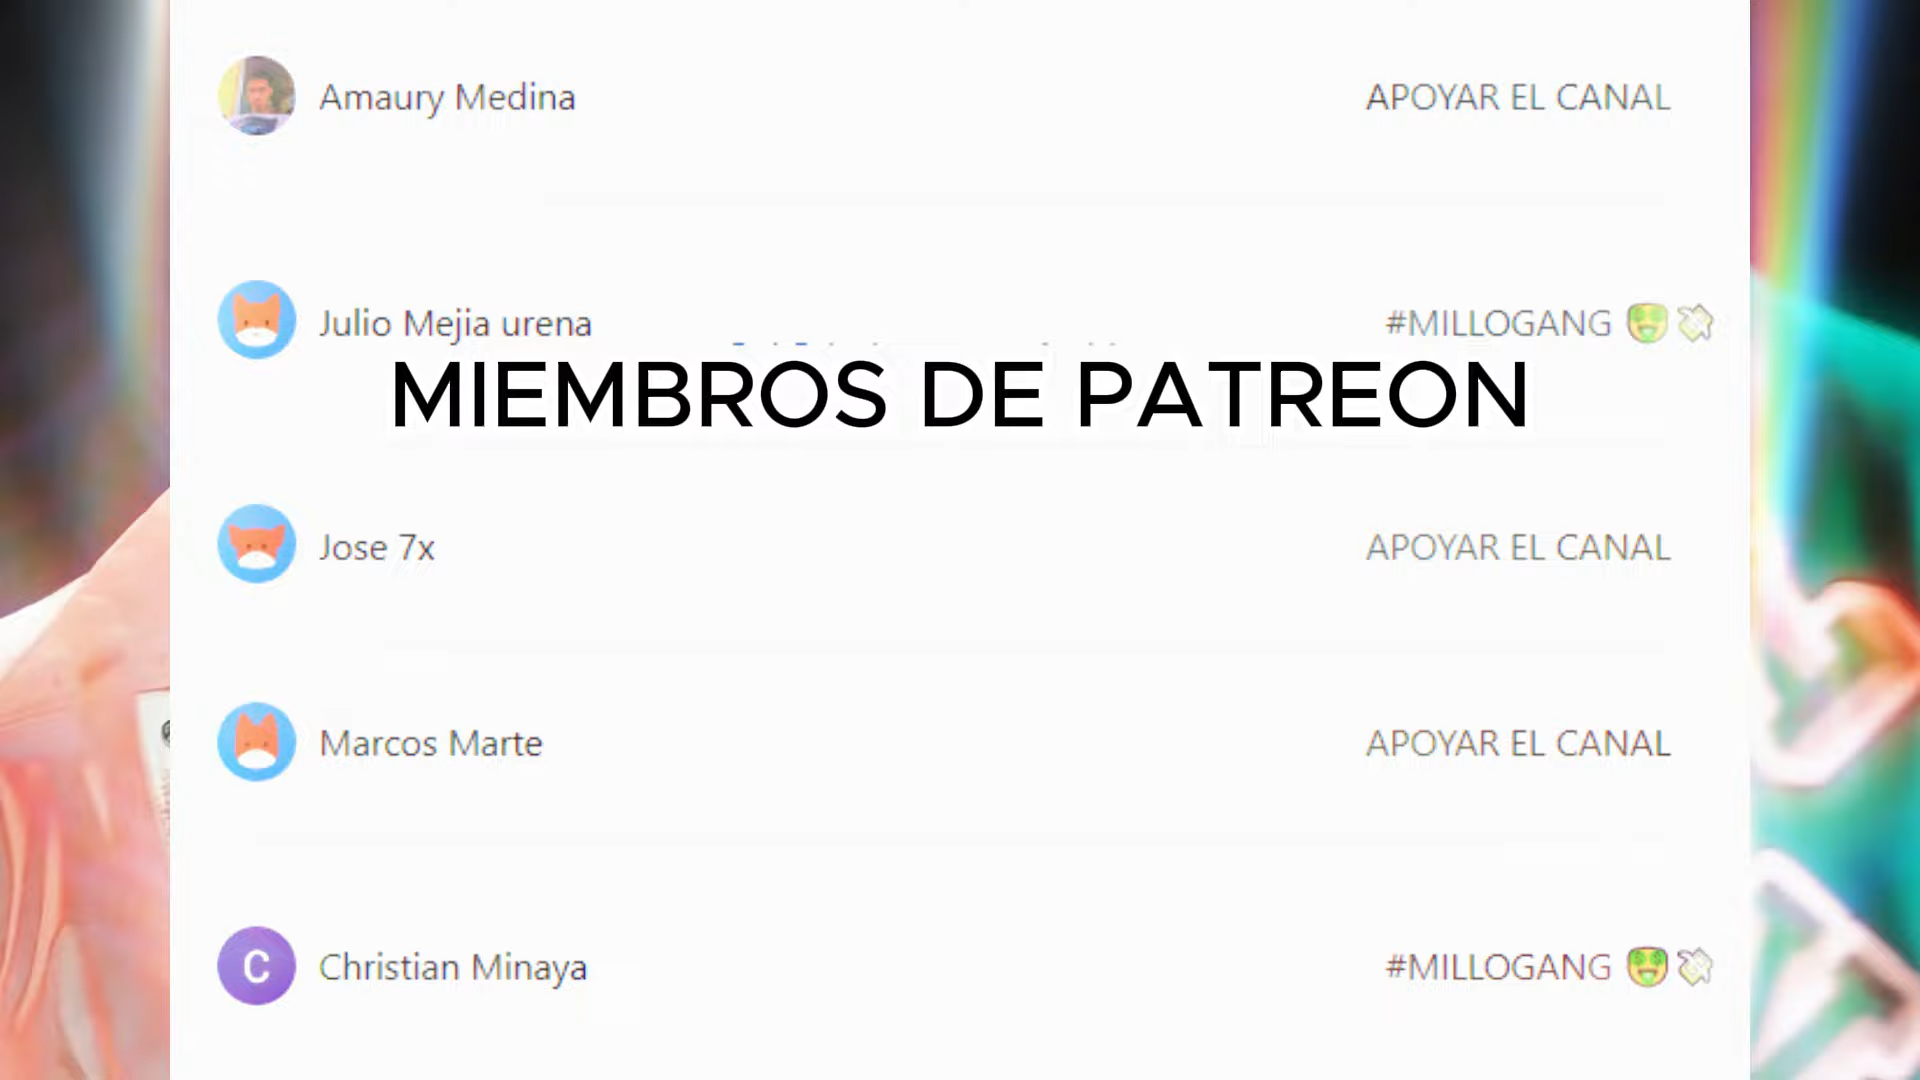 Amaury Medina APOYAR EL CANAL
Julio Mejia urena #MILLOGANG 🤑💸
MIEMBROS DE PATREON
Jose 7x APOYAR EL CANAL
Marcos Marte APOYAR EL CANAL
C Christian Minaya #MILLOGANG 🤑💸